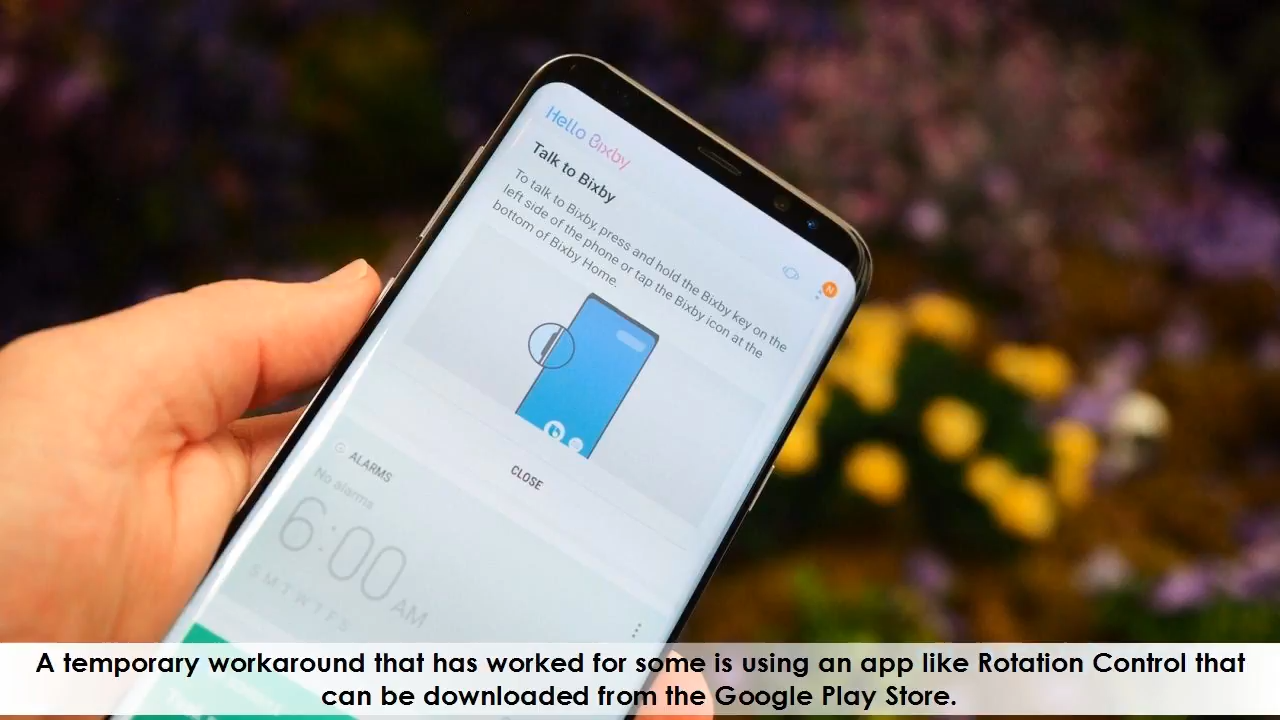 Hello Bixby
Talk to Bixby
To talk to Bixby, press and hold the Bixby key on the
left side of the phone or tap the Bixby icon at the
bottom of Bixby Home.
N
CLOSE
ALARMS
No alarms
6:00 AM
S M T W T F S
A temporary workaround that has worked for some is using an app like Rotation Control that
can be downloaded from the Google Play Store.